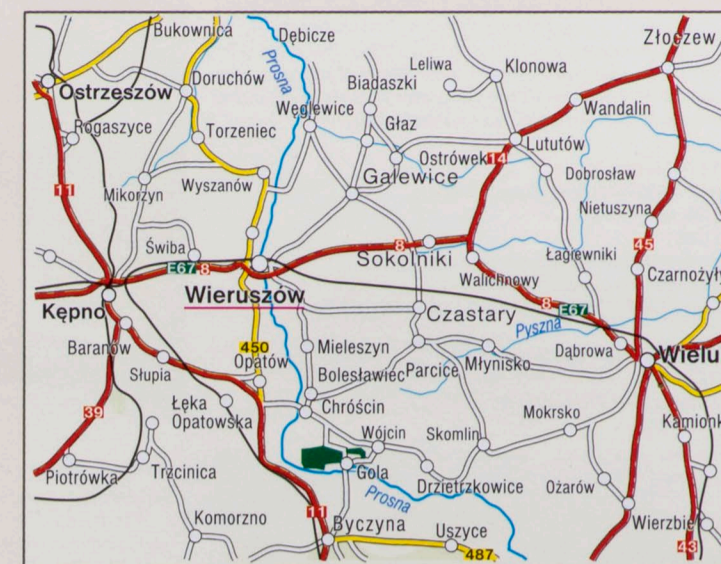 Bukownica
Dębicze
Złoczew
Prosna
Leliwa
Klonowa
Ostrzeszów
Doruchów
Biadaszki
Węglewice
Wandalin
Rogaszyce
Torzeniec
Głaz
Lututów
Ostrówek
14
Galewice
Dobrosław
11
Mikorzyn
Wyszanów
Nietuszyna
Świba
8
45
Sokolniki
Łagiewniki
E67
8
Walichnowy
Czarnożyły
Wieruszów
Kępno
8
E67
Czastary
Pyszna
Baranów
450
Mieleszyn
Opatów
Dąbrowa
Wielu
Słupia
Bolesławiec
Parcice
Młynisko
39
Łęka
Opatowska
Chróścin
Mokrsko
Kamionk
Wójcin
Skomlin
Piotrówka
Trzcinica
Gola
Drzietrzkowice
Ożarów
Prosna
11
Komorzno
Byczyna
Uszyce
Wierzbie
487
43